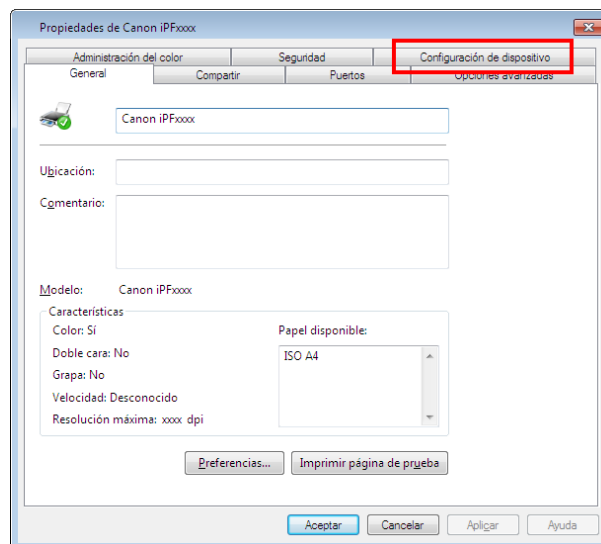 Propiedades de Canon iPFxxxx
Administración del color Seguridad Configuración de dispositivo
General Compartir Puertos Opciones avanzadas
Canon iPFxxxx
Ubicación:
Comentario:
Modelo: Canon iPFxxxx
Características
Color: Sí Papel disponible:
Doble cara: No ISO A4
Grapa: No
Velocidad: Desconocido
Resolución máxima: xxxx dpi
Preferencias... Imprimir página de prueba
Aceptar Cancelar Aplicar Ayuda